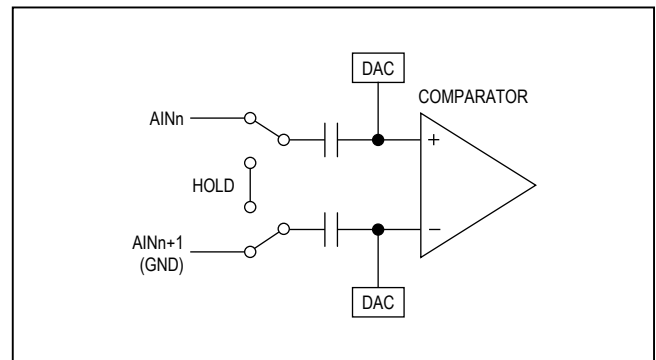 DAC
COMPARATOR
AINn
+
HOLD
AINn+1
(GND)
−
DAC